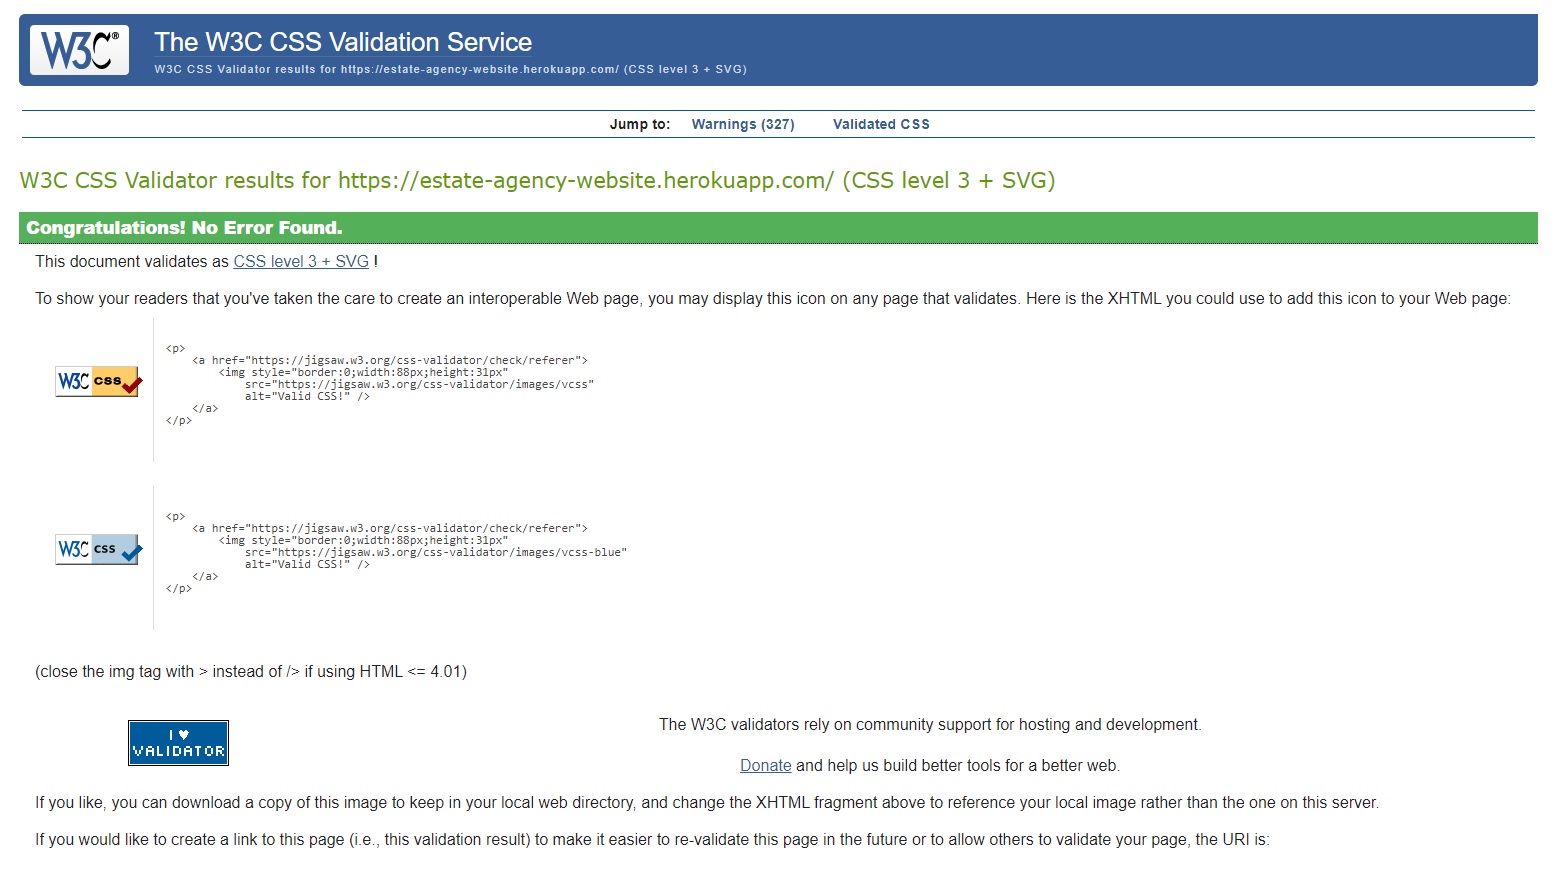 W3C®
The W3C CSS Validation Service
W3C CSS Validator results for https://estate-agency-website.herokuapp.com/ (CSS level 3 + SVG)
Jump to: Warnings (327) Validated CSS
W3C CSS Validator results for https://estate-agency-website.herokuapp.com/ (CSS level 3 + SVG)
Congratulations! No Error Found.
This document validates as CSS level 3 + SVG !
To show your readers that you've taken the care to create an interoperable Web page, you may display this icon on any page that validates. Here is the XHTML you could use to add this icon to your Web page:
W3C css
<p>
<a href="https://jigsaw.w3.org/css-validator/check/referer">
<img style="border:0;width:88px;height:31px"
src="https://jigsaw.w3.org/css-validator/images/vcss"
alt="Valid CSS!" />
</a>
</p>
W3C css
<p>
<a href="https://jigsaw.w3.org/css-validator/check/referer">
<img style="border:0;width:88px;height:31px"
src="https://jigsaw.w3.org/css-validator/images/vcss-blue"
alt="Valid CSS!" />
</a>
</p>
(close the img tag with > instead of /> if using HTML <= 4.01)
I ♥
VALIDATOR
The W3C validators rely on community support for hosting and development.
Donate and help us build better tools for a better web.
If you like, you can download a copy of this image to keep in your local web directory, and change the XHTML fragment above to reference your local image rather than the one on this server.
If you would like to create a link to this page (i.e., this validation result) to make it easier to re-validate this page in the future or to allow others to validate your page, the URI is: